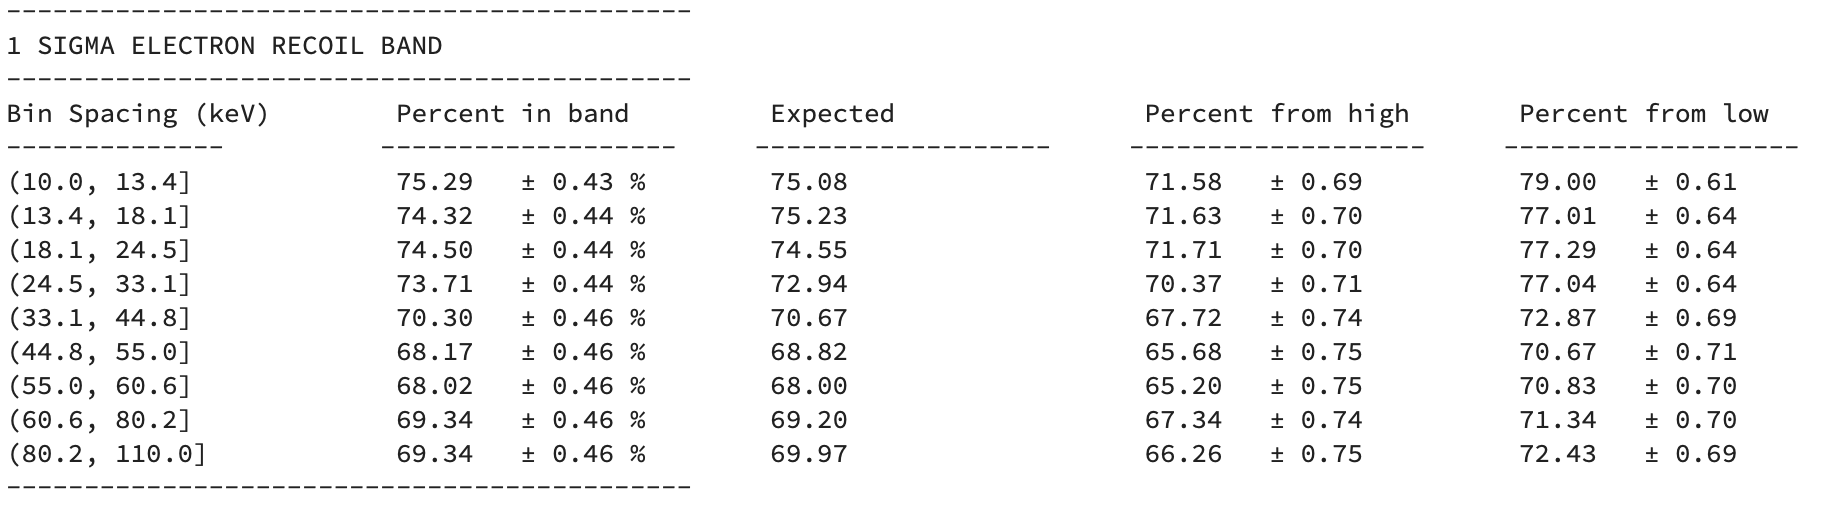 --------------------------------------------
1 SIGMA ELECTRON RECOIL BAND
--------------------------------------------
Bin Spacing (keV)        Percent in band         Expected                Percent from high       Percent from low
--------------          -------------------     -------------------     -------------------     -------------------
(10.0, 13.4]             75.29   ± 0.43 %        75.08                   71.58   ± 0.69          79.00   ± 0.61
(13.4, 18.1]             74.32   ± 0.44 %        75.23                   71.63   ± 0.70          77.01   ± 0.64
(18.1, 24.5]             74.50   ± 0.44 %        74.55                   71.71   ± 0.70          77.29   ± 0.64
(24.5, 33.1]             73.71   ± 0.44 %        72.94                   70.37   ± 0.71          77.04   ± 0.64
(33.1, 44.8]             70.30   ± 0.46 %        70.67                   67.72   ± 0.74          72.87   ± 0.69
(44.8, 55.0]             68.17   ± 0.46 %        68.82                   65.68   ± 0.75          70.67   ± 0.71
(55.0, 60.6]             68.02   ± 0.46 %        68.00                   65.20   ± 0.75          70.83   ± 0.70
(60.6, 80.2]             69.34   ± 0.46 %        69.20                   67.34   ± 0.74          71.34   ± 0.70
(80.2, 110.0]            69.34   ± 0.46 %        69.97                   66.26   ± 0.75          72.43   ± 0.69
--------------------------------------------